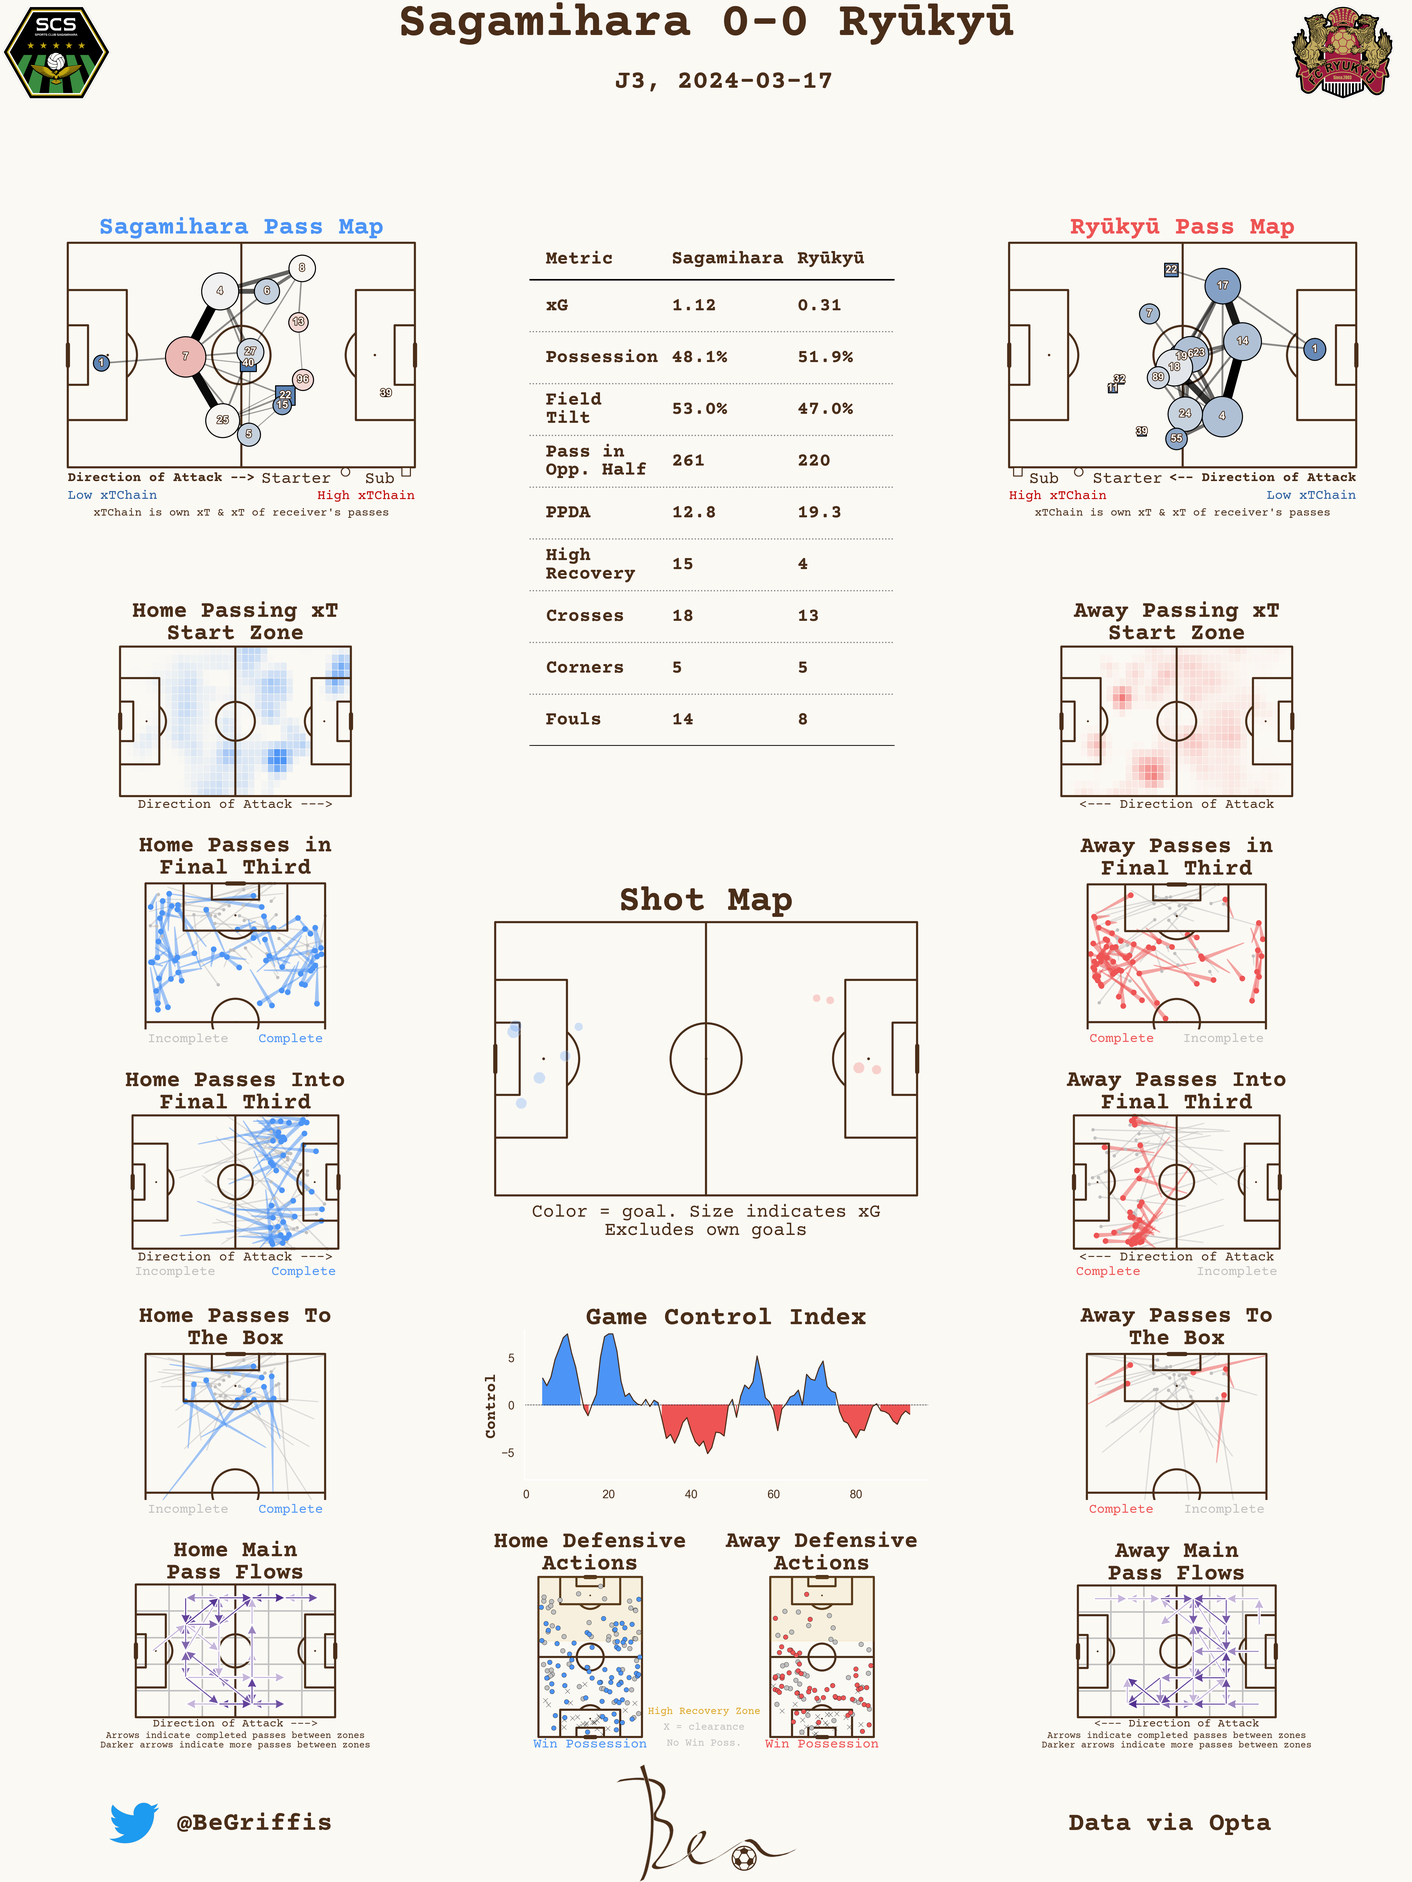 Sagamihara 0-0 Ryūkyū
J3, 2024-03-17
SCS
SPORTS CLUB SAGAMIHARA
FC RYUKYU
Since 2003
Sagamihara Pass Map
8
4
6
13
27
7
40
1
96
22
39
15
25
5
Direction of Attack --> Starter Sub
Low xTChain High xTChain
xTChain is own xT & xT of receiver's passes
Metric Sagamihara Ryūkyū
xG 1.12 0.31
Possession 48.1% 51.9%
Field
Tilt 53.0% 47.0%
Pass in
Opp. Half 261 220
PPDA 12.8 19.3
High
Recovery 15 4
Crosses 18 13
Corners 5 5
Fouls 14 8
Ryūkyū Pass Map
22
17
7
14
1
19
23
18
89
32
11
24
4
39
55
Sub Starter <-- Direction of Attack
High xTChain Low xTChain
xTChain is own xT & xT of receiver's passes
Home Passing xT
Start Zone
Direction of Attack --->
Away Passing xT
Start Zone
<--- Direction of Attack
Home Passes in
Final Third
Incomplete Complete
Away Passes in
Final Third
Complete Incomplete
Shot Map
Color = goal. Size indicates xG
Excludes own goals
Home Passes Into
Final Third
Direction of Attack --->
Incomplete Complete
Away Passes Into
Final Third
<--- Direction of Attack
Complete Incomplete
Home Passes To
The Box
Incomplete Complete
Game Control Index
Control
5
0
−5
0 20 40 60 80
Away Passes To
The Box
Complete Incomplete
Home Main
Pass Flows
Direction of Attack --->
Arrows indicate completed passes between zones
Darker arrows indicate more passes between zones
Home Defensive
Actions
Win Possession
Away Defensive
Actions
Win Possession
High Recovery Zone
X = clearance
No Win Poss.
Away Main
Pass Flows
<--- Direction of Attack
Arrows indicate completed passes between zones
Darker arrows indicate more passes between zones
@BeGriffis
Ben
Data via Opta